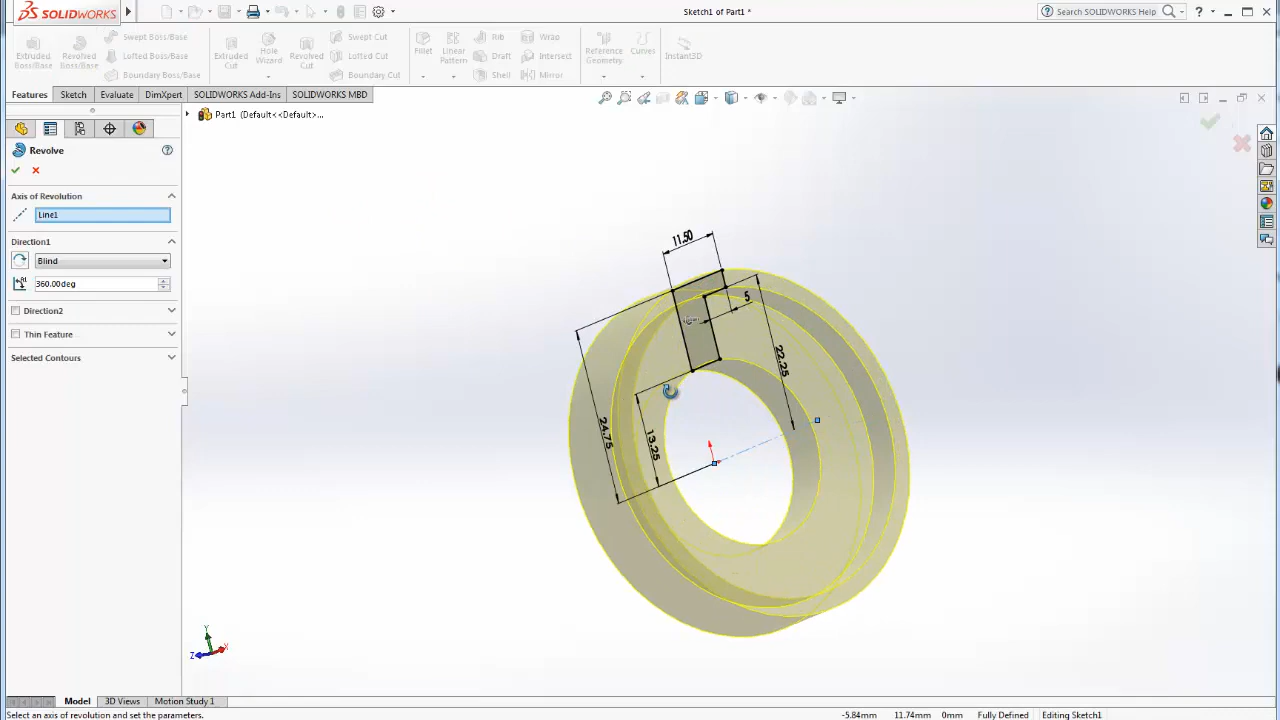 SOLIDWORKS
Sketch1 of Part1 *
Search SOLIDWORKS Help
Extruded Boss/Base
Revolved Boss/Base
Swept Boss/Base
Lofted Boss/Base
Boundary Boss/Base
Extruded Cut
Hole Wizard
Revolved Cut
Swept Cut
Lofted Cut
Boundary Cut
Fillet
Linear Pattern
Rib
Draft
Shell
Wrap
Intersect
Mirror
Reference Geometry
Curves
Instant3D
Features
Sketch
Evaluate
DimXpert
SOLIDWORKS Add-Ins
SOLIDWORKS MBD
Part1 (Default<<Default>...
Revolve
Axis of Revolution
Line1
Direction1
Blind
360.00deg
Direction2
Thin Feature
Selected Contours
11.50
5
22.25
24.75
13.25
Y
Z
X
Model
3D Views
Motion Study 1
Select an axis of revolution and set the parameters.
-5.84mm
11.74mm
0mm
Fully Defined
Editing Sketch1